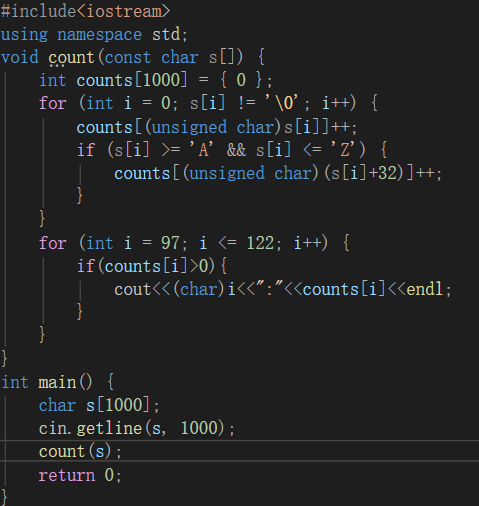 #include<iostream>
using namespace std;
void count(const char s[]) {
    int counts[1000] = { 0 };
    for (int i = 0; s[i] != '\0'; i++) {
        counts[(unsigned char)s[i]]++;
        if (s[i] >= 'A' && s[i] <= 'Z') {
            counts[(unsigned char)(s[i]+32)]++;
        }
    }
    for (int i = 97; i <= 122; i++) {
        if(counts[i]>0){
            cout<<(char)i<<":"<<counts[i]<<endl;
        }
    }
}
int main() {
    char s[1000];
    cin.getline(s, 1000);
    count(s);
    return 0;
}